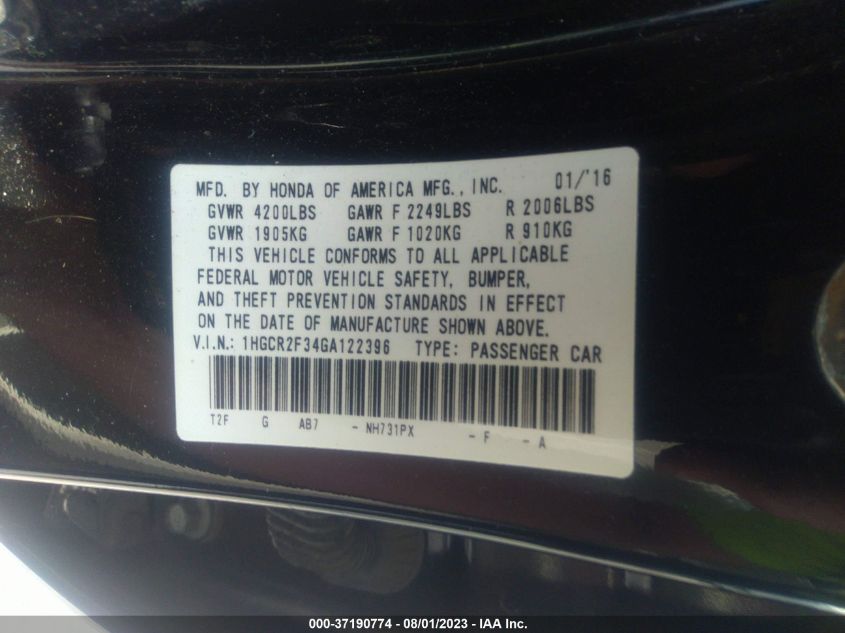 MFD. BY HONDA OF AMERICA MFG., INC. 01/'16
GVWR 4200LBS GAWR F 2249LBS R 2006LBS
GVWR 1905KG GAWR F 1020KG R 910KG
THIS VEHICLE CONFORMS TO ALL APPLICABLE
FEDERAL MOTOR VEHICLE SAFETY, BUMPER,
AND THEFT PREVENTION STANDARDS IN EFFECT
ON THE DATE OF MANUFACTURE SHOWN ABOVE.
V.I.N.: 1HGCR2F34GA122396 TYPE: PASSENGER CAR
T2F G AB7 - NH731PX - F - A
000-37190774 - 08/01/2023 - IAA Inc.